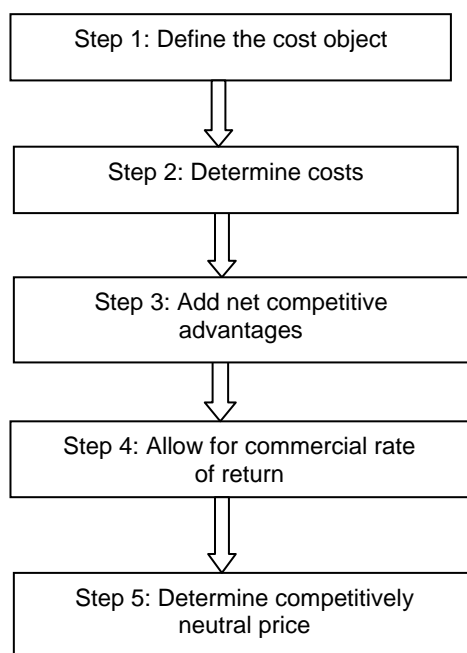 Step 1: Define the cost object
Step 2: Determine costs
Step 3: Add net competitive
advantages
Step 4: Allow for commercial rate
of return
Step 5: Determine competitively
neutral price